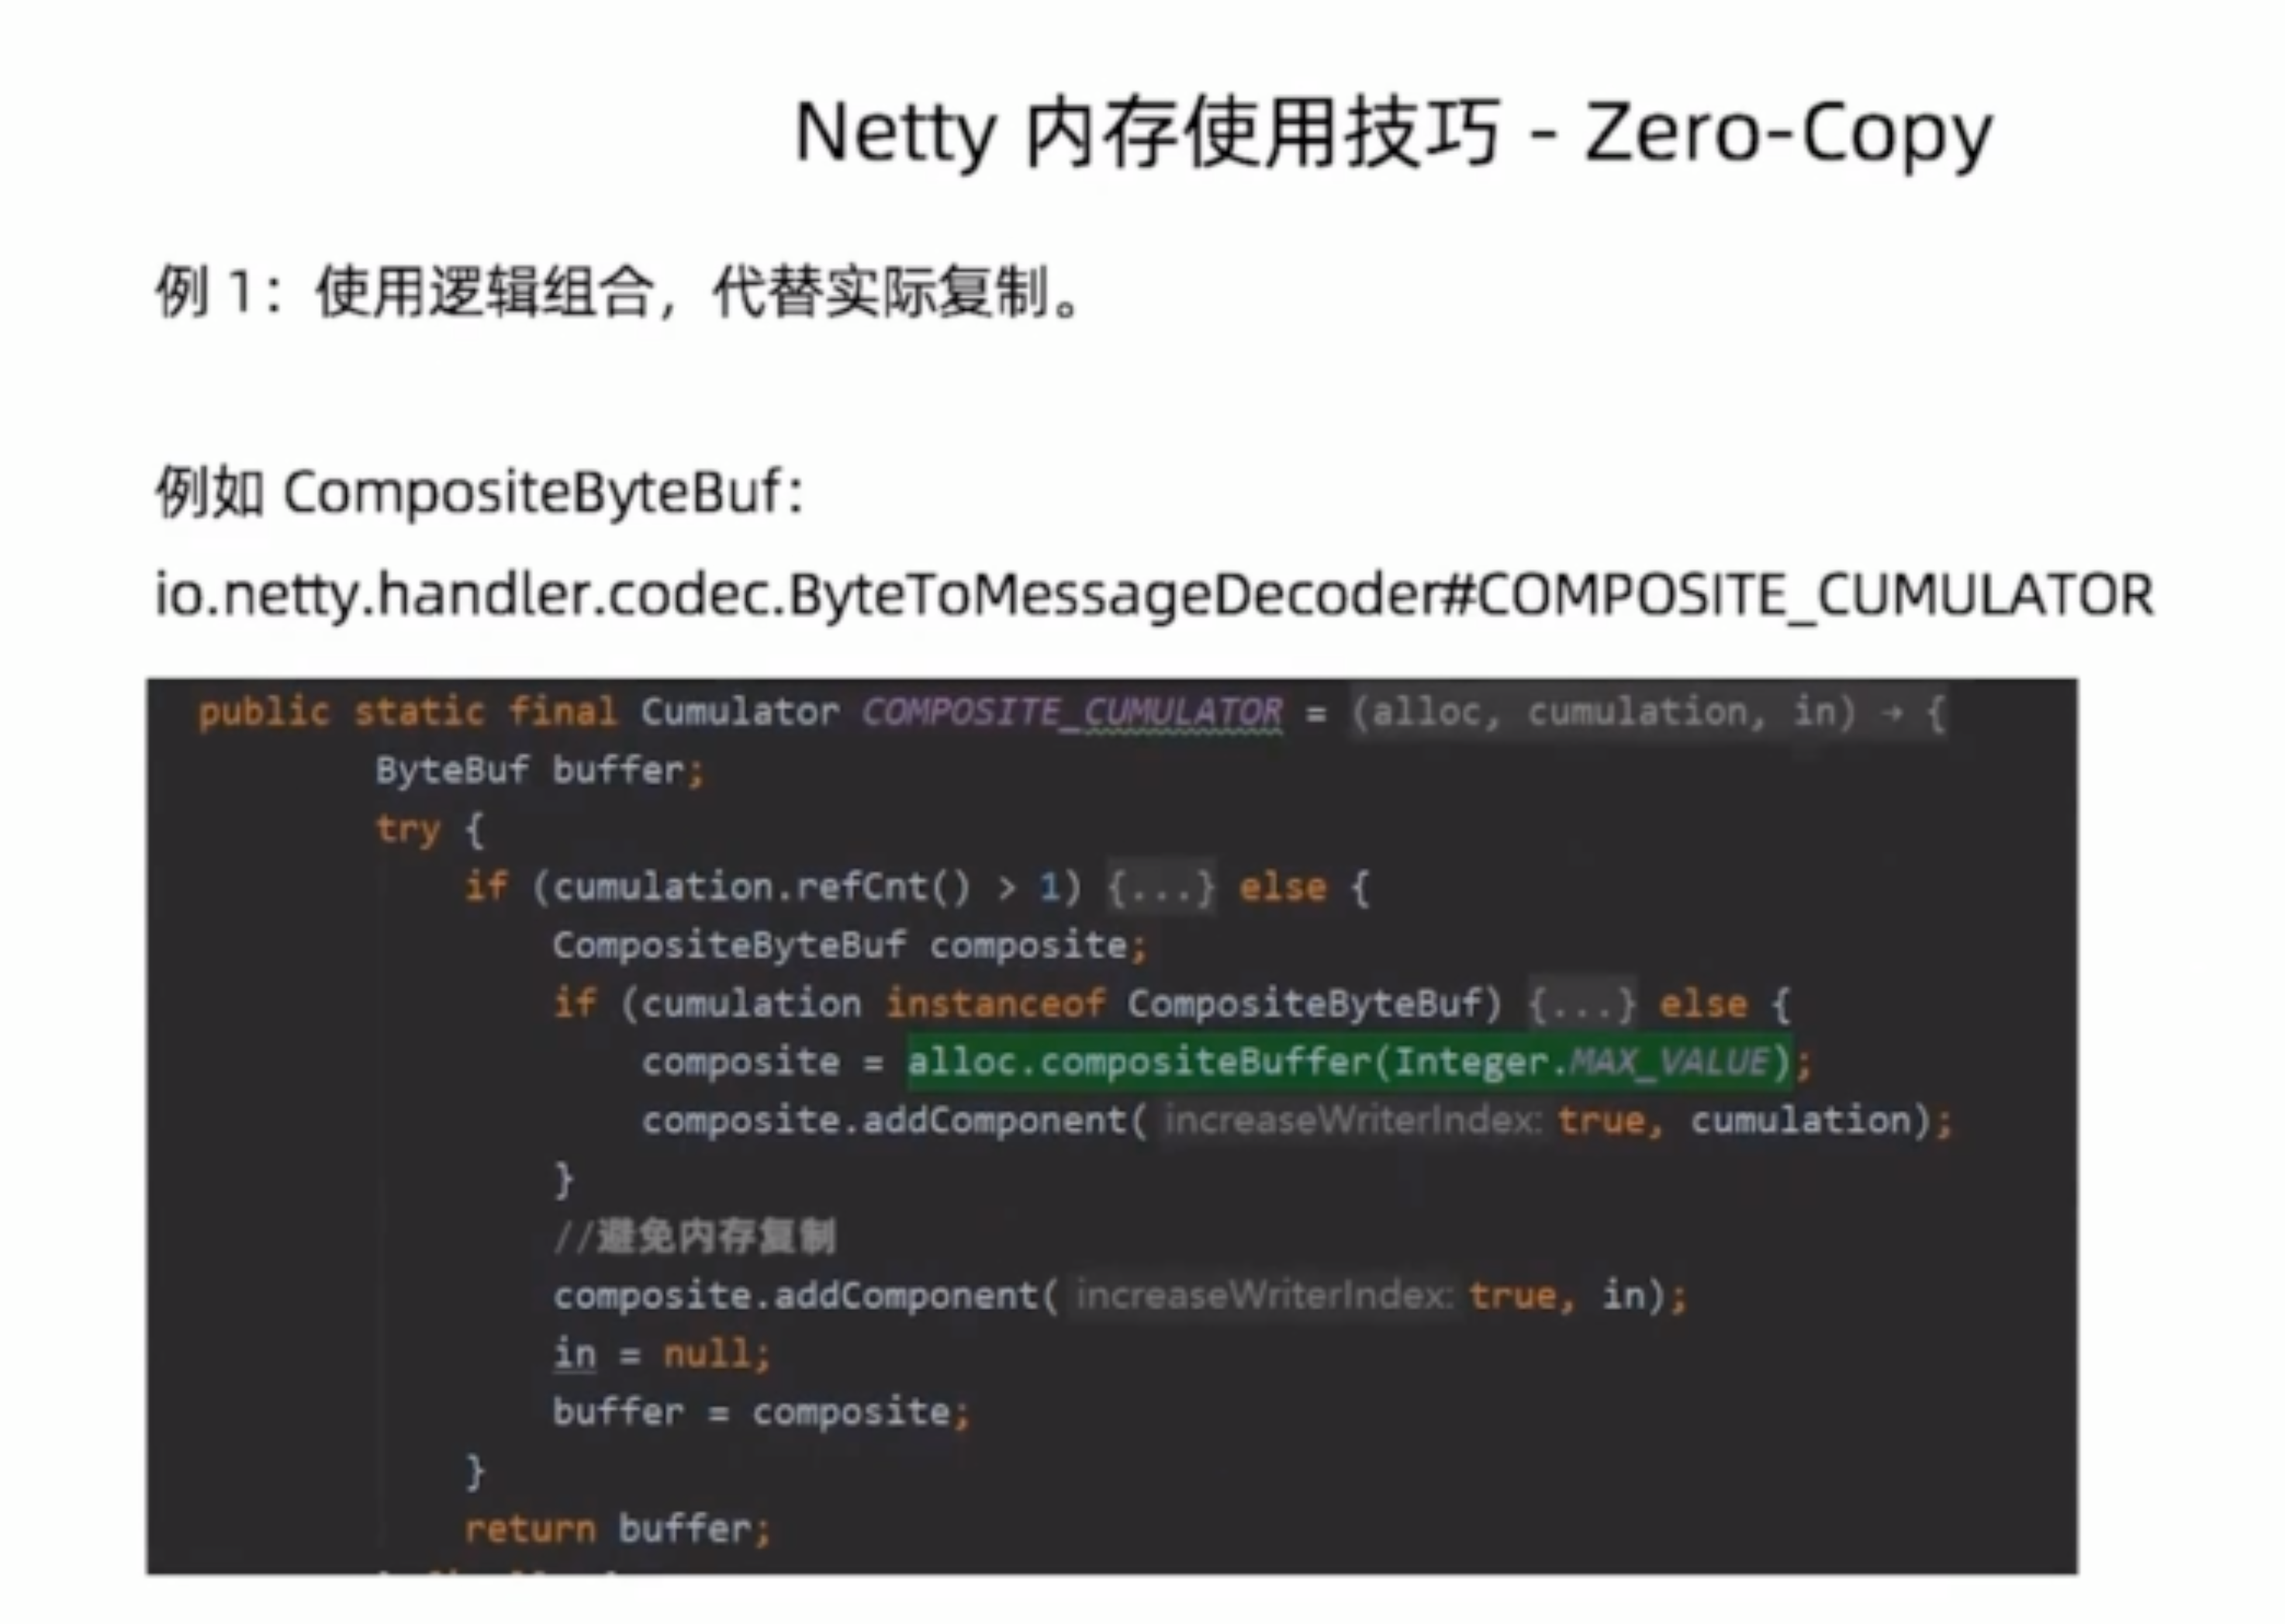 Netty 内存使用技巧 - Zero-Copy
例 1：使用逻辑组合，代替实际复制。
例如 CompositeByteBuf：
io.netty.handler.codec.ByteToMessageDecoder#COMPOSITE_CUMULATOR
public static final Cumulator COMPOSITE_CUMULATOR = (alloc, cumulation, in) → {
ByteBuf buffer;
try {
if (cumulation.refCnt() > 1) {...} else {
CompositeByteBuf composite;
if (cumulation instanceof CompositeByteBuf) {...} else {
composite = alloc.compositeBuffer(Integer.MAX_VALUE);
composite.addComponent( increaseWriterIndex: true, cumulation);
}
//避免内存复制
composite.addComponent( increaseWriterIndex: true, in);
in = null;
buffer = composite;
}
return buffer;